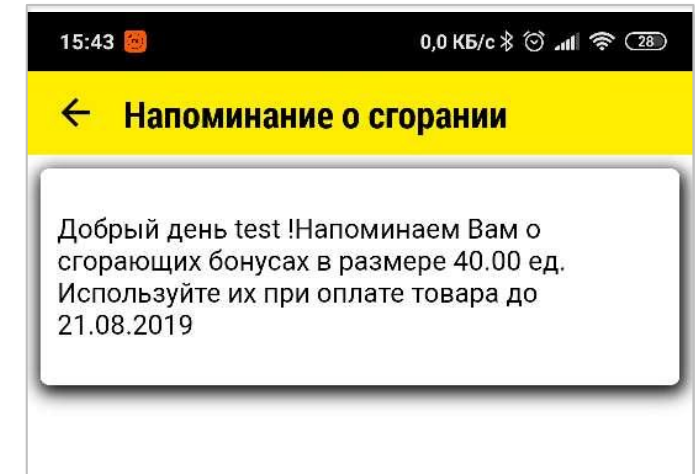 15:43 0,0 КБ/с 28
Напоминание о сгорании
Добрый день test !Напоминаем Вам о
сгорающих бонусах в размере 40.00 ед.
Используйте их при оплате товара до
21.08.2019